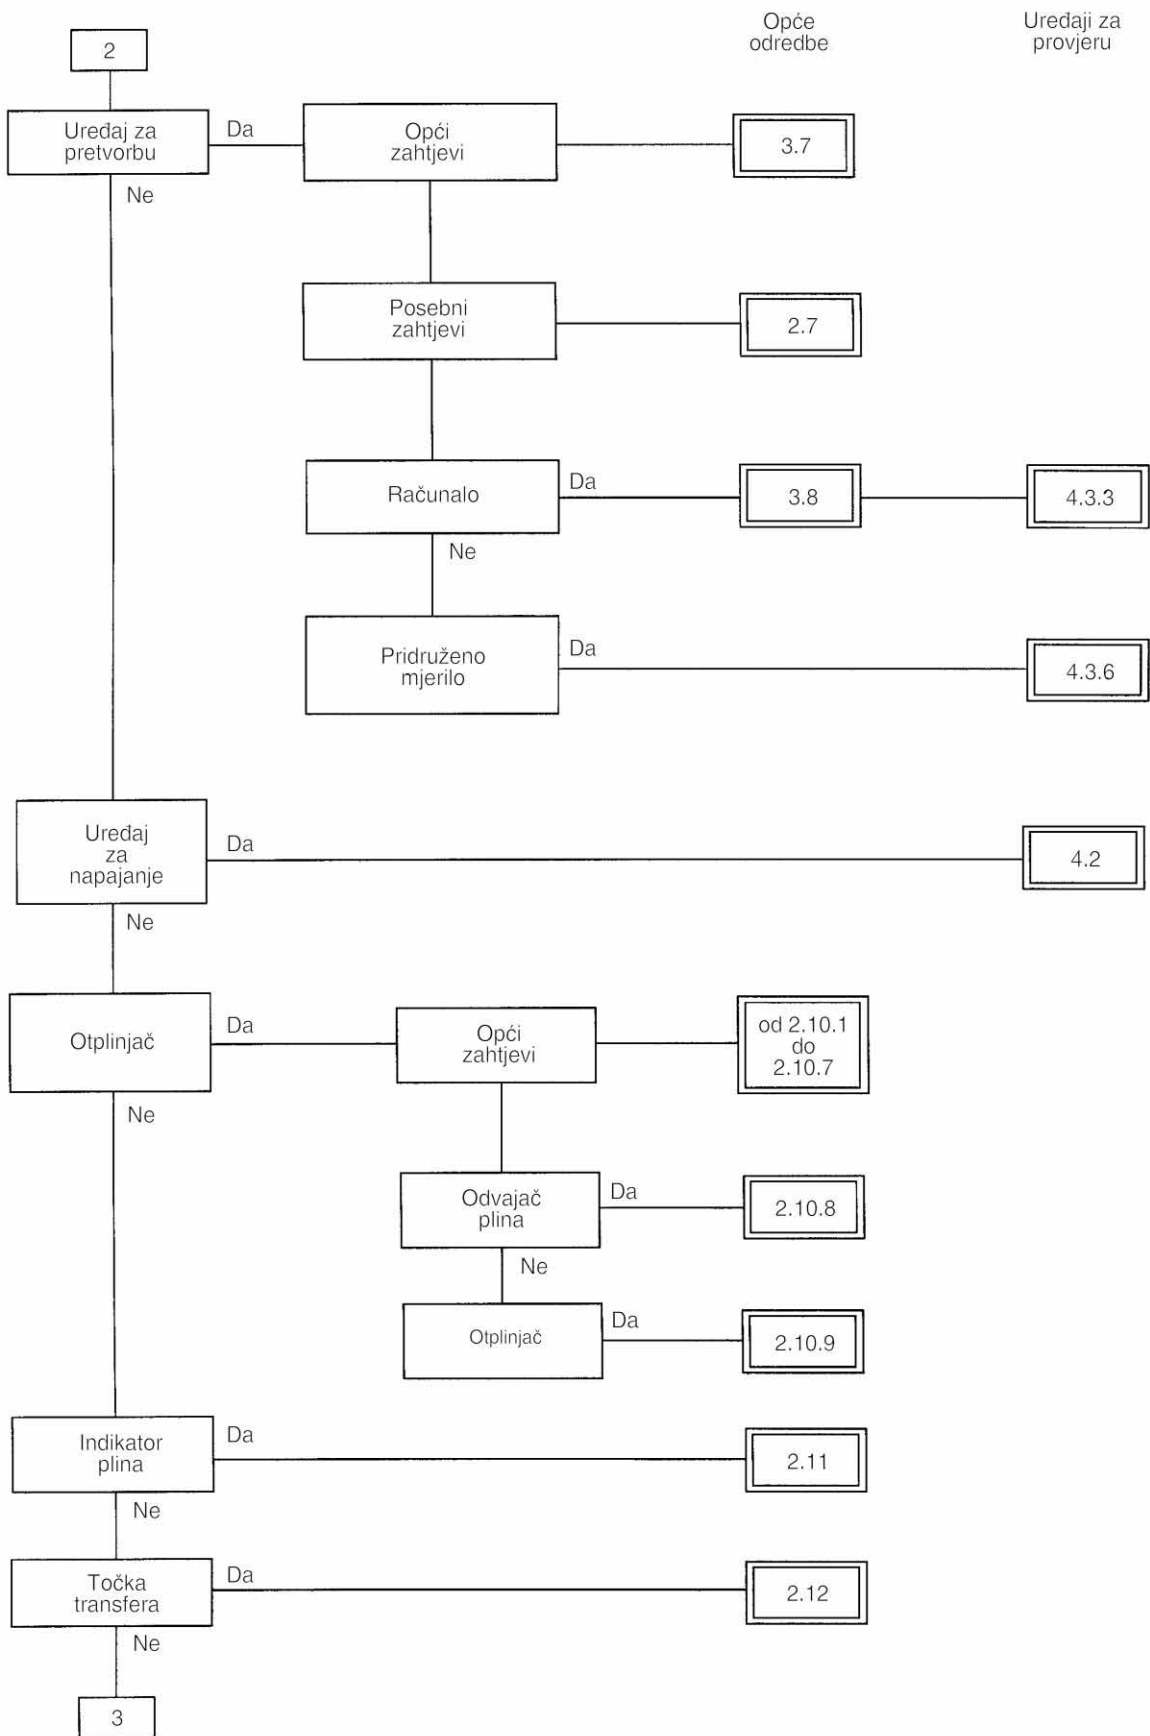 Opće
odredbe
Uređaji za
provjeru
2
Uređaj za
pretvorbu
Da
Opći
zahtjevi
3.7
Ne
Posebni
zahtjevi
2.7
Računalo
Da
3.8
4.3.3
Ne
Pridruženo
mjerilo
Da
4.3.6
Uređaj
za
napajanje
Da
4.2
Ne
Otplinjač
Da
Opći
zahtjevi
od 2.10.1
do
2.10.7
Ne
Odvajač
plina
Da
2.10.8
Ne
Otplinjač
Da
2.10.9
Indikator
plina
Da
2.11
Ne
Točka
transfera
Da
2.12
Ne
3